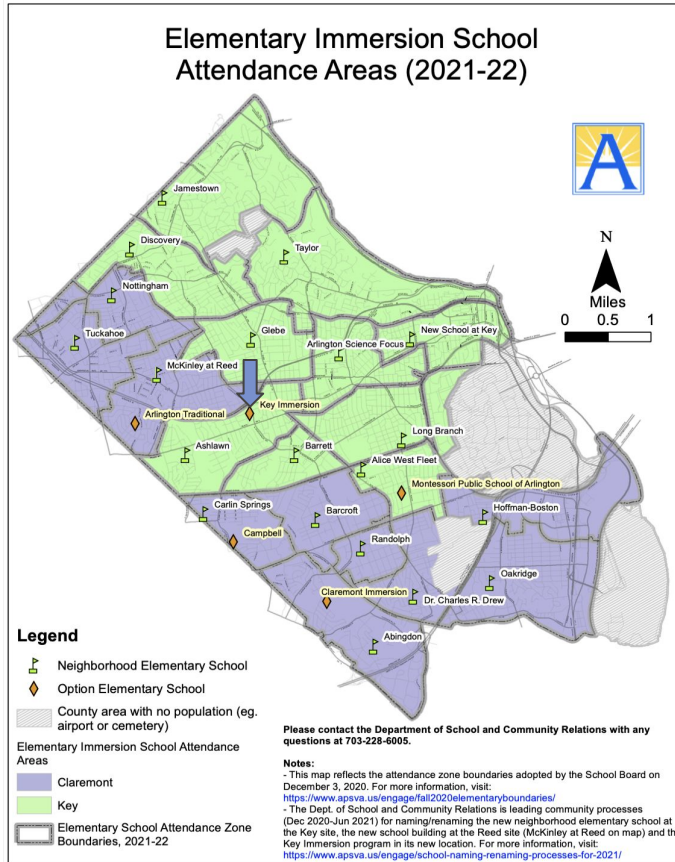 Elementary Immersion School
Attendance Areas (2021-22)
A
Jamestown
Discovery
Taylor
Nottingham
N
Miles
0 0.5 1
Tuckahoe
Glebe
New School at Key
Arlington Science Focus
McKinley at Reed
Key Immersion
Arlington Traditional
Long Branch
Ashlawn
Barrett
Alice West Fleet
Montessori Public School of Arlington
Carlin Springs
Barcroft
Hoffman-Boston
Campbell
Randolph
Oakridge
Claremont Immersion
Dr. Charles R. Drew
Abingdon
Legend
Neighborhood Elementary School
Option Elementary School
County area with no population (eg.
airport or cemetery)
Elementary Immersion School Attendance
Areas
Claremont
Key
Elementary School Attendance Zone
Boundaries, 2021-22
Please contact the Department of School and Community Relations with any
questions at 703-228-6005.
Notes:
- This map reflects the attendance zone boundaries adopted by the School Board on
December 3, 2020. For more information, visit:
https://www.apsva.us/engage/fall2020elementaryboundaries/
- The Dept. of School and Community Relations is leading community processes
(Dec 2020-Jun 2021) for naming/renaming the new neighborhood elementary school at
the Key site, the new school building at the Reed site (McKinley at Reed on map) and th
Key Immersion program in its new location. For more information, visit:
https://www.apsva.us/engage/school-naming-renaming-processes-for-2021/